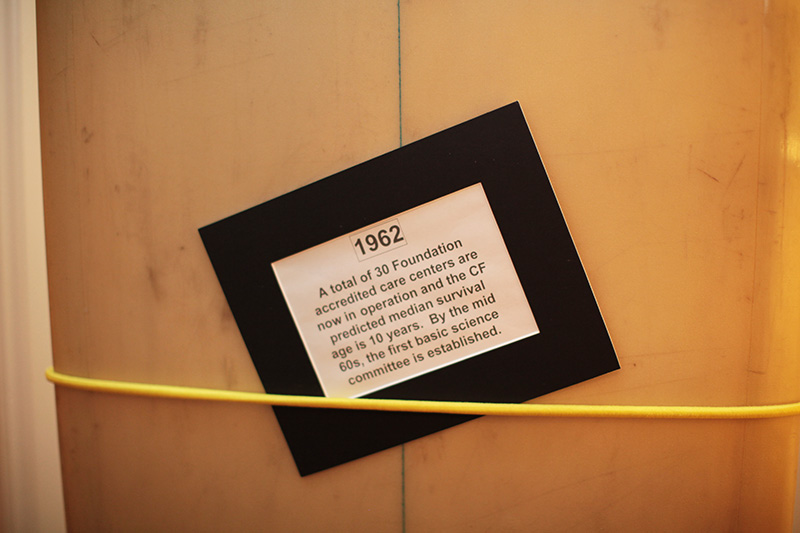 1962
A total of 30 Foundation
accredited care centers are
now in operation and the CF
predicted median survival
age is 10 years. By the mid
60s, the first basic science
committee is established.